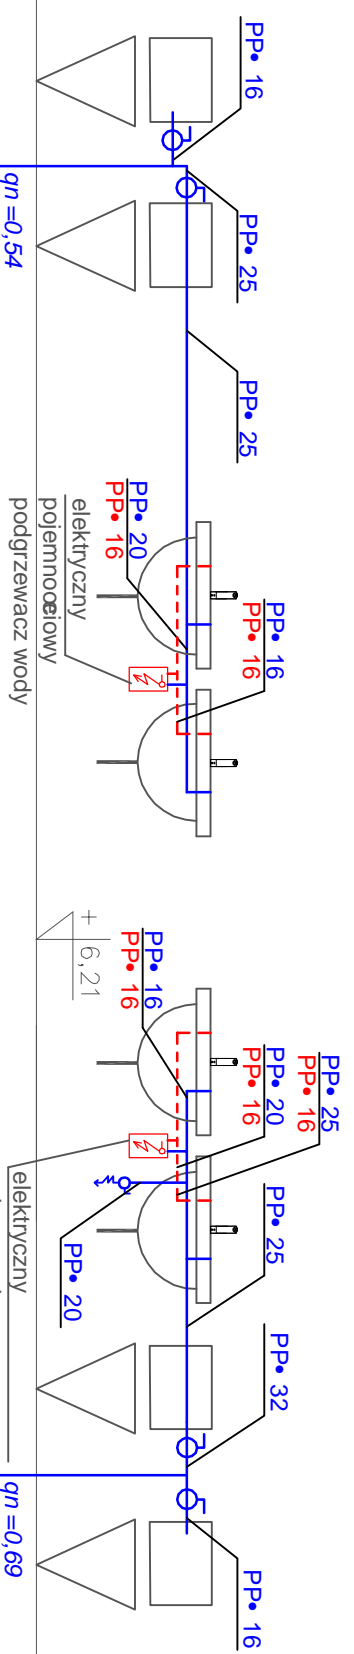 PP• 16
PP• 25
PP• 25
PP• 20
PP• 16
PP• 16
PP• 16
elektryczny
pojemnoœiowy
podgrzewacz wody
qn =0,54
+ 6,21
PP• 16
PP• 16
PP• 20
PP• 16
PP• 25
PP• 16
PP• 25
PP• 20
PP• 32
PP• 16
elektryczny
qn =0,69